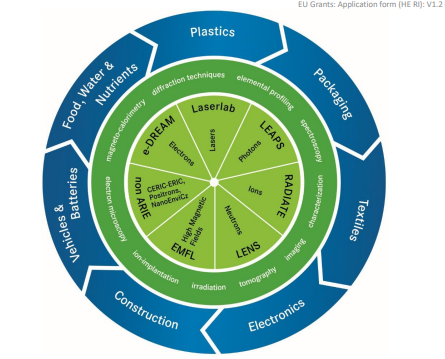 EU Grants: Application form (HE RI): V1.2
Plastics
Packaging
Textiles
Electronics
Construction
Vehicles &
Batteries
Food, Water &
Nutrients
diffraction techniques
elemental profiling
spectroscopy
characterization
imaging
tomography
irradiation
ion-implantation
electron microscopy
magneto-calorimetry
Laserlab
Lasers
LEAPS
Photons
RADIATE
Ions
LENS
Neutrons
EMFL
High Magnetic
Fields
non ARIE
CERIC-ERIC,
Positrons,
NanoEnviCz
e-DREAM
Electrons